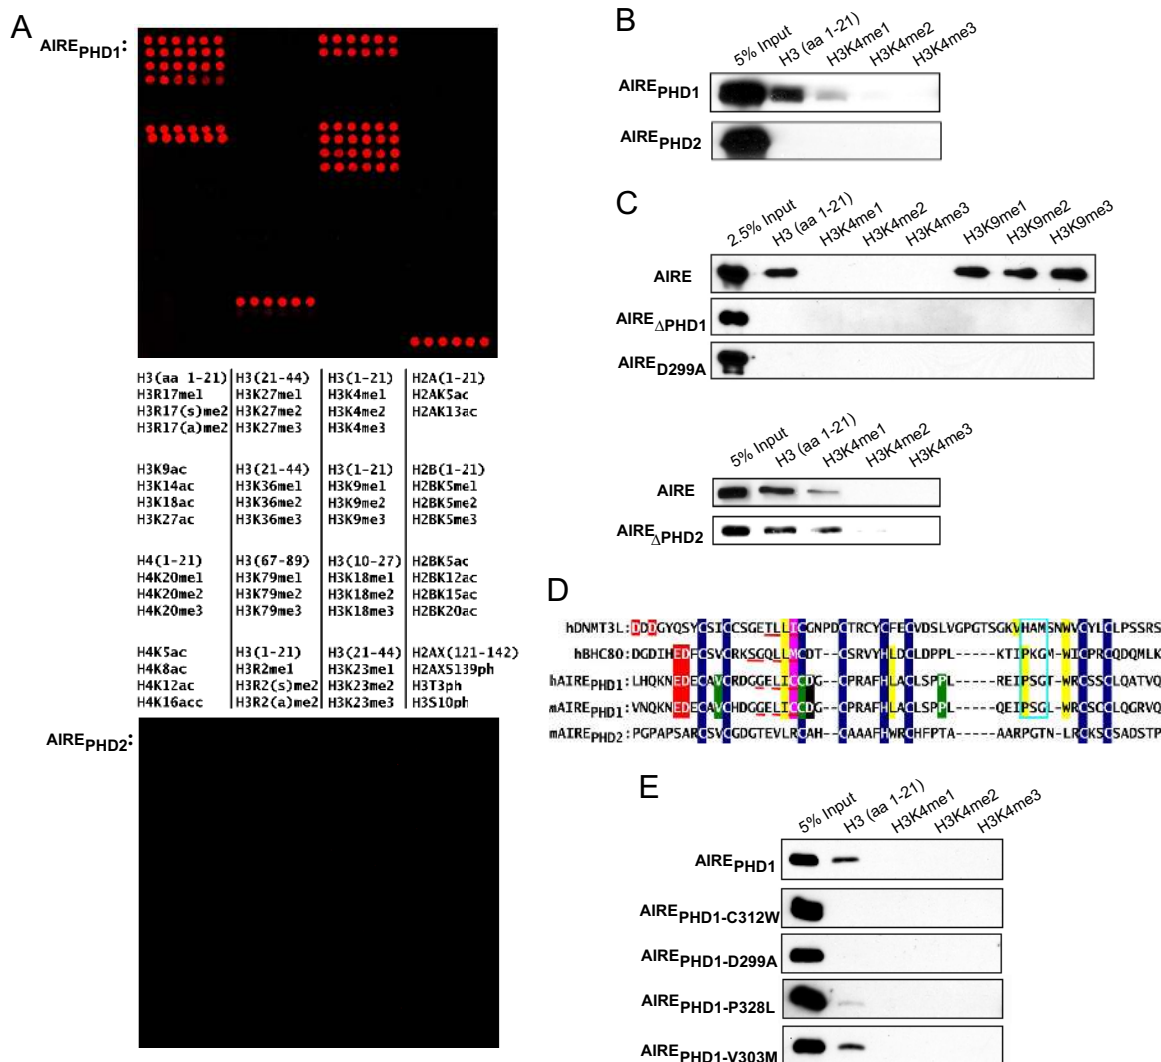 A
AIREPHD1:
H3(aa 1-21) H3(21-44) H3(1-21) H2A(1-21)
H3R17me1 H3K27me1 H3K4me1 H2AK5ac
H3R17(s)me2 H3K27me2 H3K4me2 H2AK13ac
H3R17(a)me2 H3K27me3 H3K4me3
H3K9ac H3(21-44) H3(1-21) H2B(1-21)
H3K14ac H3K36me1 H3K9me1 H2BK5me1
H3K18ac H3K36me2 H3K9me2 H2BK5me2
H3K27ac H3K36me3 H3K9me3 H2BK5me3
H4(1-21) H3(67-89) H3(10-27) H2BK5ac
H4K20me1 H3K79me1 H3K18me1 H2BK12ac
H4K20me2 H3K79me2 H3K18me2 H2BK15ac
H4K20me3 H3K79me3 H3K18me3 H2BK20ac
H4K5ac H3(1-21) H3(21-44) H2AX(121-142)
H4K8ac H3R2me1 H3K23me1 H2AXS139ph
H4K12ac H3R2(s)me2 H3K23me2 H3T3ph
H4K16acc H3R2(a)me2 H3K23me3 H3S10ph
AIREPHD2:
B
5% Input H3 (aa 1-21) H3K4me1 H3K4me2 H3K4me3
AIREPHD1
AIREPHD2
C
2.5% Input H3 (aa 1-21) H3K4me1 H3K4me2 H3K4me3 H3K9me1 H3K9me2 H3K9me3
AIRE
AIREΔPHD1
AIRED299A
5% Input H3 (aa 1-21) H3K4me1 H3K4me2 H3K4me3
AIRE
AIREΔPHD2
D
hDNMT3L:DDDGYQSYCSICCSGETLLICGNPDCTRCYCFECVDSLVGPGTSGKVHAMSNWVCYLCLPSSRS
hBHC80:DGDIHEDFCSVCRKSGQLLMCDT--CSRVYHLDCLDPPL-----KTIPKGM-WICPRCQDQMLK
hAIREPHD1:LHQKNEDECAVCRDGGELICCDG--CPRAFHLACLSPPL-----REIPSGT-WRCSSCLQATVQ
mAIREPHD1:VNQKNEDECAVCHDGGELICCDG--CPRAFHLACLSPPL-----QEIPSGL-WRCSCCLQGRVQ
mAIREPHD2:PGPAPSARCSVCGDGTEVLRCAH--CAAAFHWRCHFPTA-----AARPGTN-LRCKSCSADSTP
E
5% Input H3 (aa 1-21) H3K4me1 H3K4me2 H3K4me3
AIREPHD1
AIREPHD1-C312W
AIREPHD1-D299A
AIREPHD1-P328L
AIREPHD1-V303M